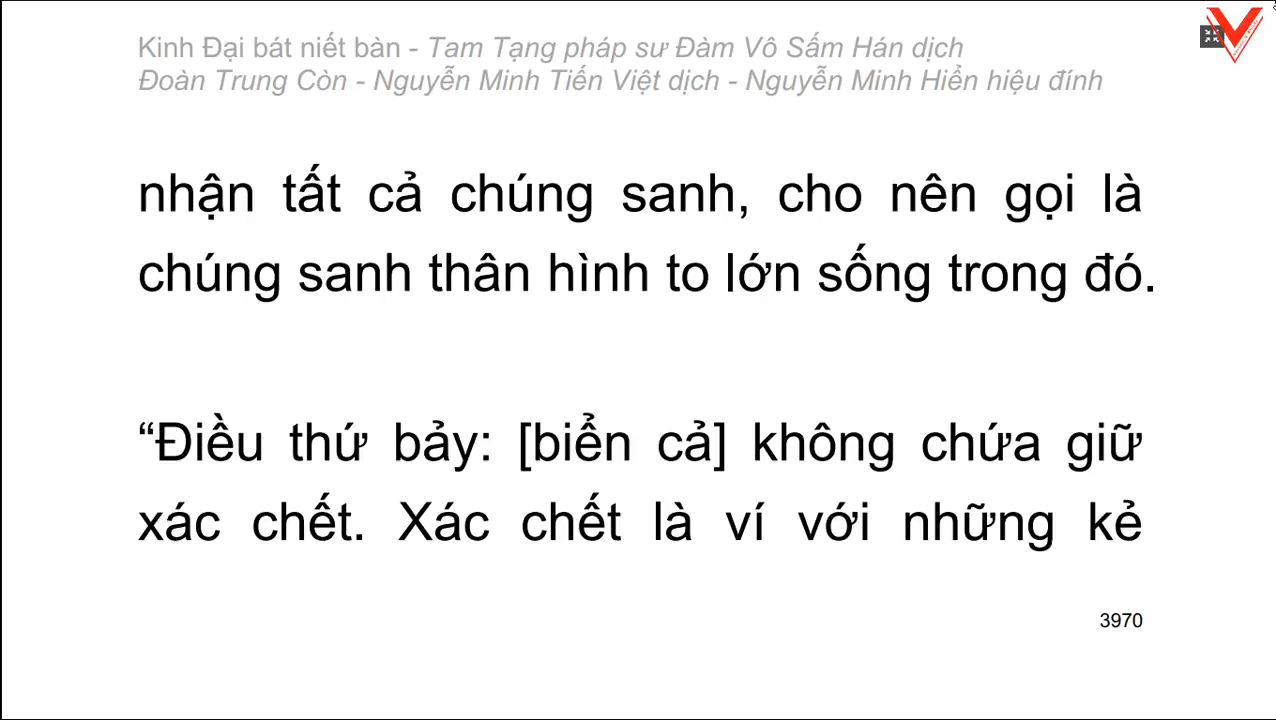 Kinh Đại bát niết bàn - Tam Tạng pháp sư Đàm Vô Sấm Hán dịch
Đoàn Trung Còn - Nguyễn Minh Tiến Việt dịch - Nguyễn Minh Hiển hiệu đính
nhận tất cả chúng sanh, cho nên gọi là
chúng sanh thân hình to lớn sống trong đó.
“Điều thứ bảy: [biển cả] không chứa giữ
xác chết. Xác chết là ví với những kẻ
3970